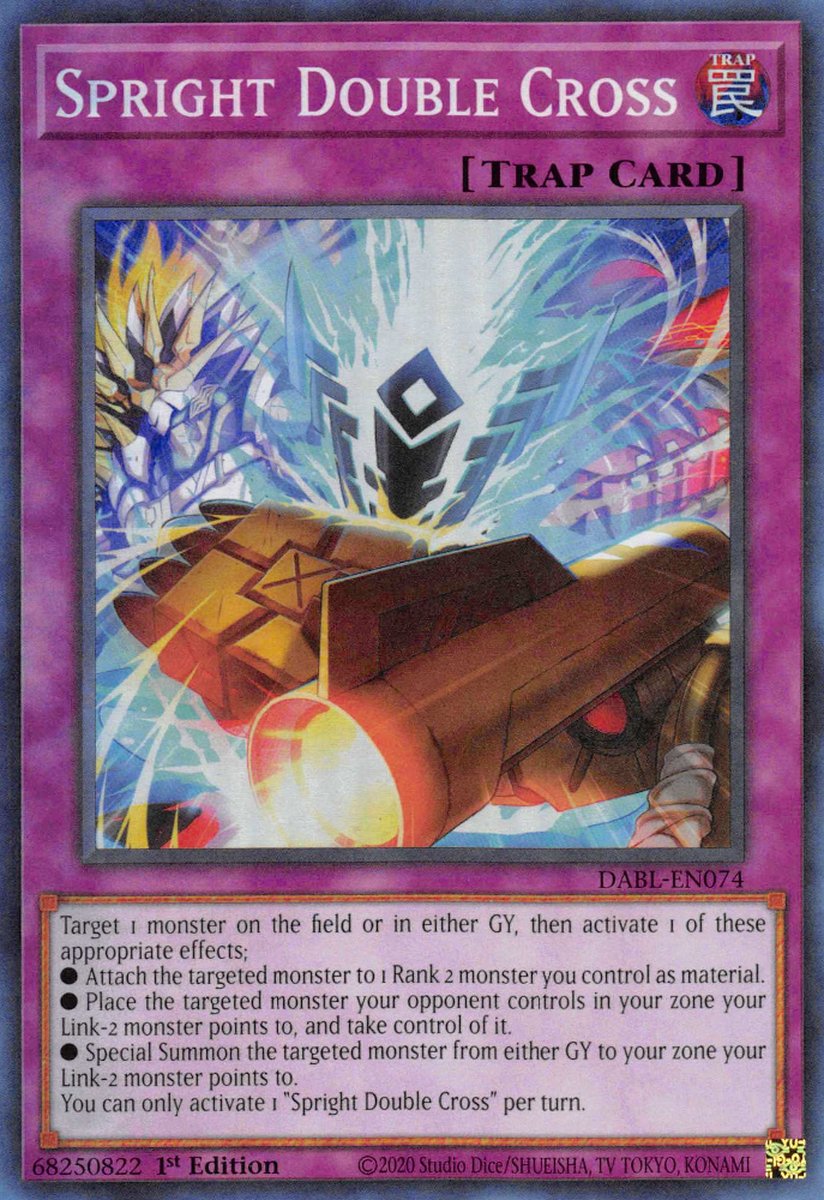 SPRIGHT DOUBLE CROSS
TRAP
罠
[TRAP CARD]
DABL-EN074
Target 1 monster on the field or in either GY, then activate 1 of these
appropriate effects;
● Attach the targeted monster to 1 Rank 2 monster you control as material.
● Place the targeted monster your opponent controls in your zone your
Link-2 monster points to, and take control of it.
● Special Summon the targeted monster from either GY to your zone your
Link-2 monster points to.
You can only activate 1 "Spright Double Cross" per turn.
68250822 1st Edition
©2020 Studio Dice/SHUEISHA, TV TOKYO, KONAMI